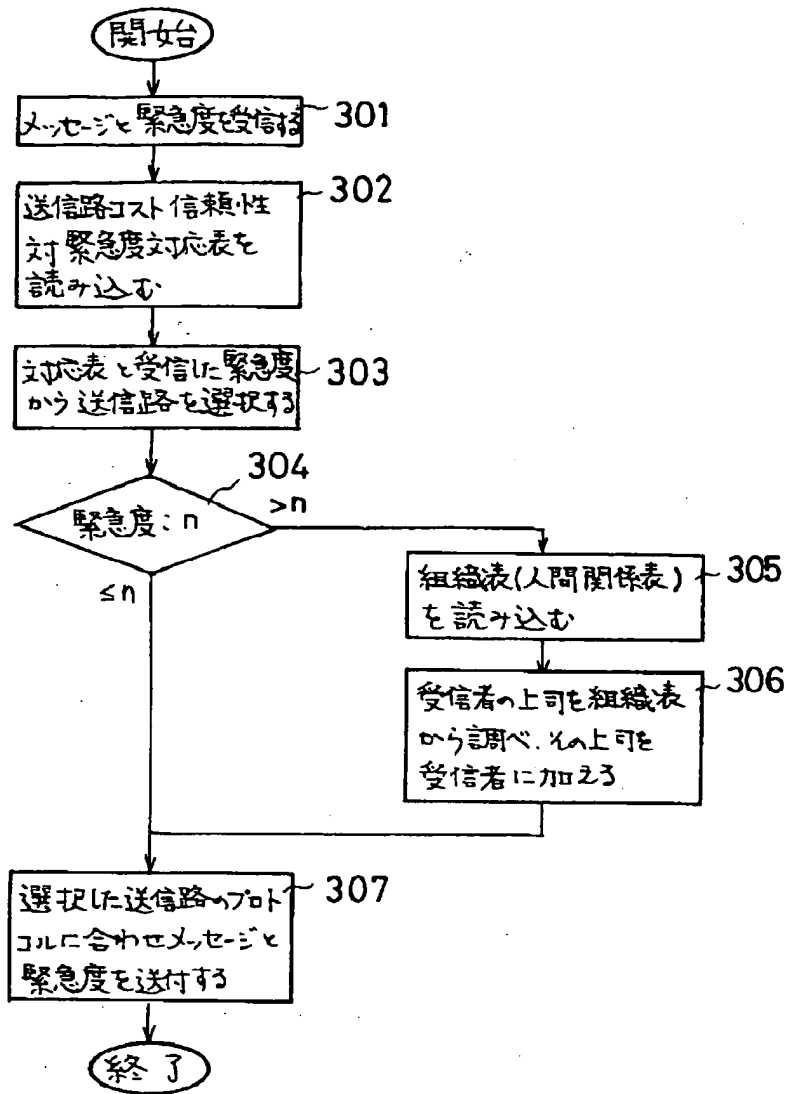 開始
メッセージと緊急度を受信する
301
送信路コスト信頼性
対緊急度対応表を
読み込む
302
対応表と受信した緊急度
から送信路を選択する
303
304
緊急度:n
>n
≤n
組織表(人間関係表)
を読み込む
305
受信者の上司を組織表
から調べ、その上司を
受信者に加える
306
選択した送信路のプロト
コルに合わせメッセージと
緊急度を送付する
307
終了